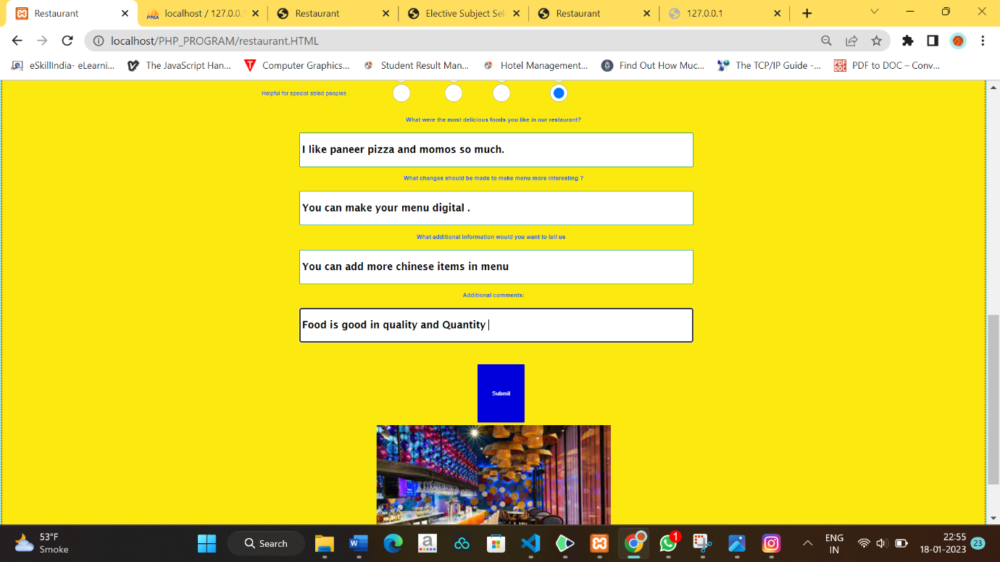 Restaurant
localhost / 127.0.0.1
Restaurant
Elective Subject Sel
Restaurant
127.0.0.1
localhost/PHP_PROGRAM/restaurant.HTML
eSkillIndia- eLearni...
The JavaScript Han...
Computer Graphics...
Student Result Man...
Hotel Management...
Find Out How Muc...
The TCP/IP Guide -...
PDF to DOC – Conv...
Helpful for special abled peoples .
What were the most delicious foods you like in our restaurant?
I like paneer pizza and momos so much.
What changes should be made to make menu more interesting ?
You can make your menu digital .
What additional information would you want to tell us
You can add more chinese items in menu
Additional comments:
Food is good in quality and Quantity
Submit
53°F
Smoke
Search
1
ENG
IN
22:55
18-01-2023
23